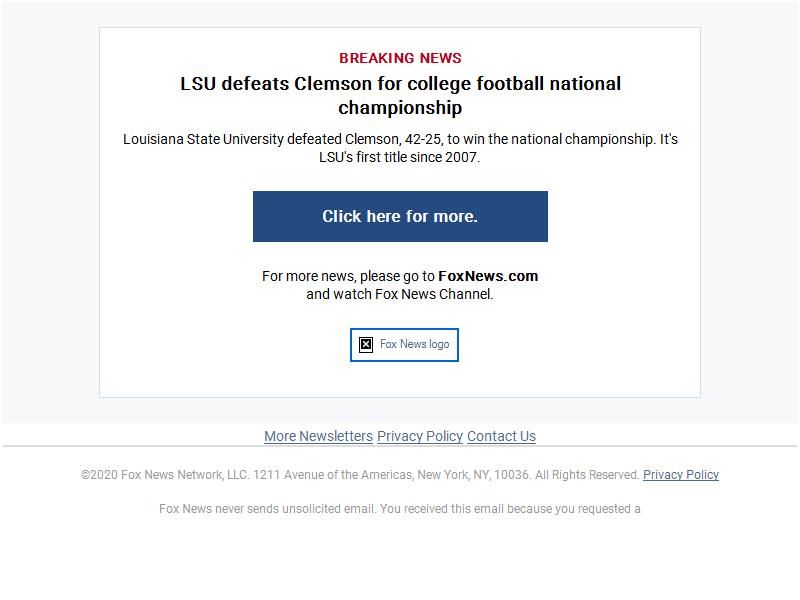 BREAKING NEWS
LSU defeats Clemson for college football national
championship
Louisiana State University defeated Clemson, 42-25, to win the national championship. It's
LSU's first title since 2007.
Click here for more.
For more news, please go to FoxNews.com
and watch Fox News Channel.
Fox News logo
More Newsletters Privacy Policy Contact Us
©2020 Fox News Network, LLC. 1211 Avenue of the Americas, New York, NY, 10036. All Rights Reserved. Privacy Policy
Fox News never sends unsolicited email. You received this email because you requested a